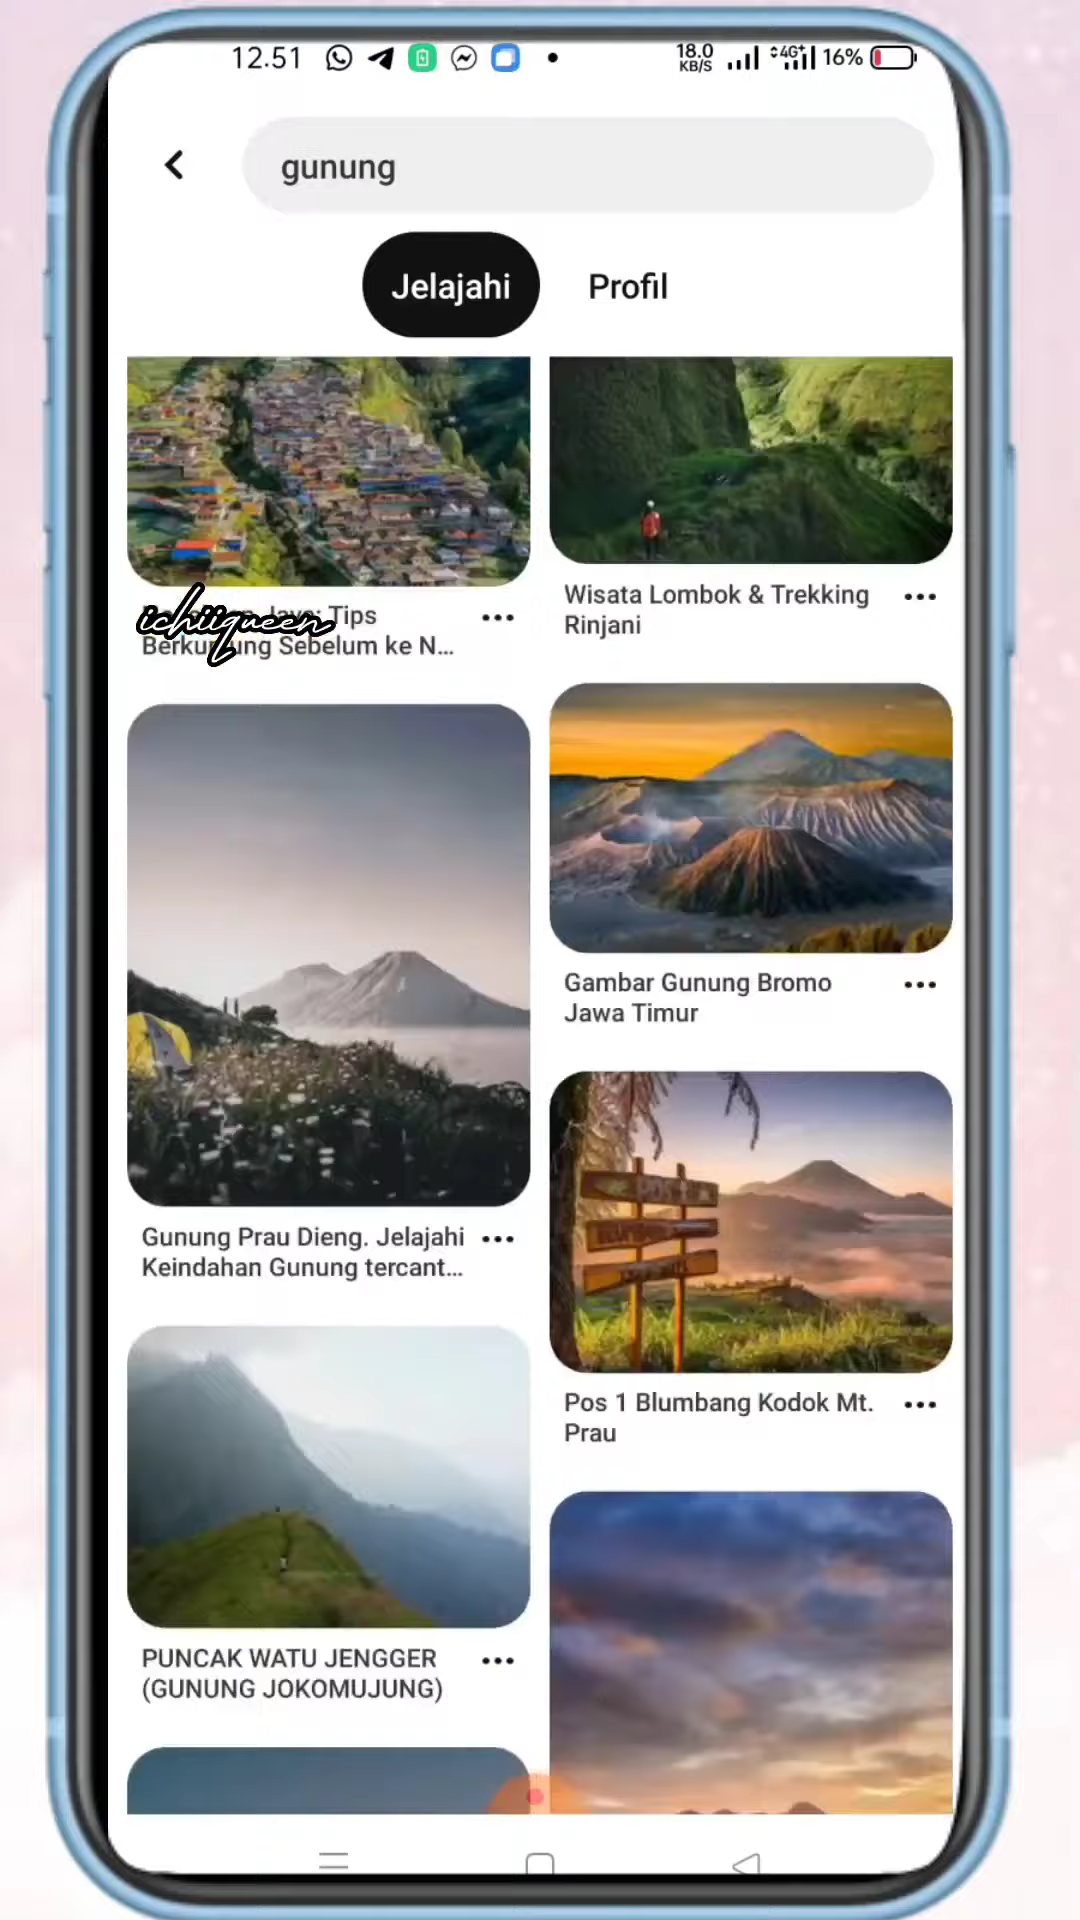 12.51
18.0
KB/S
4G+
16%
gunung
Jelajahi
Profil
Tips
Sebelum ke N...
ichiiqueen
Wisata Lombok & Trekking
Rinjani
Gambar Gunung Bromo
Jawa Timur
Gunung Prau Dieng. Jelajahi
Keindahan Gunung tercant...
Pos 1 Blumbang Kodok Mt.
Prau
PUNCAK WATU JENGGER
(GUNUNG JOKOMUJUNG)